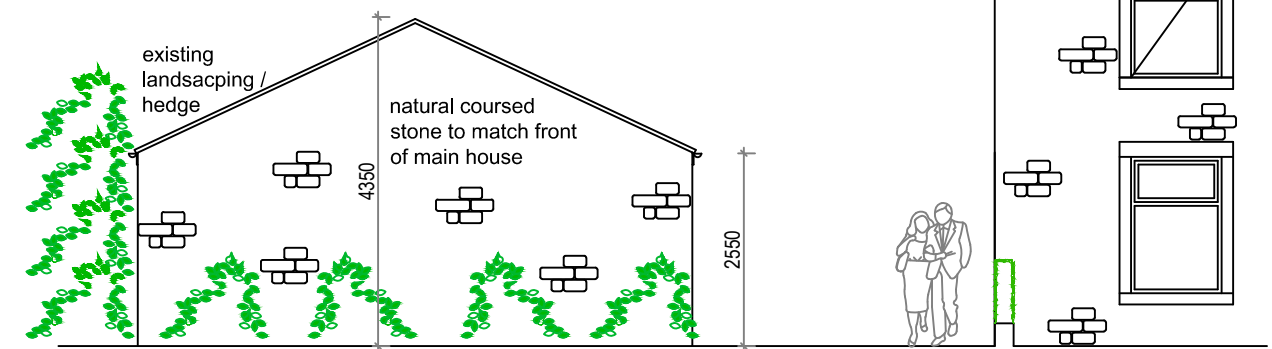 existing
landsacping /
hedge
natural coursed
stone to match front
of main house
4350
2550